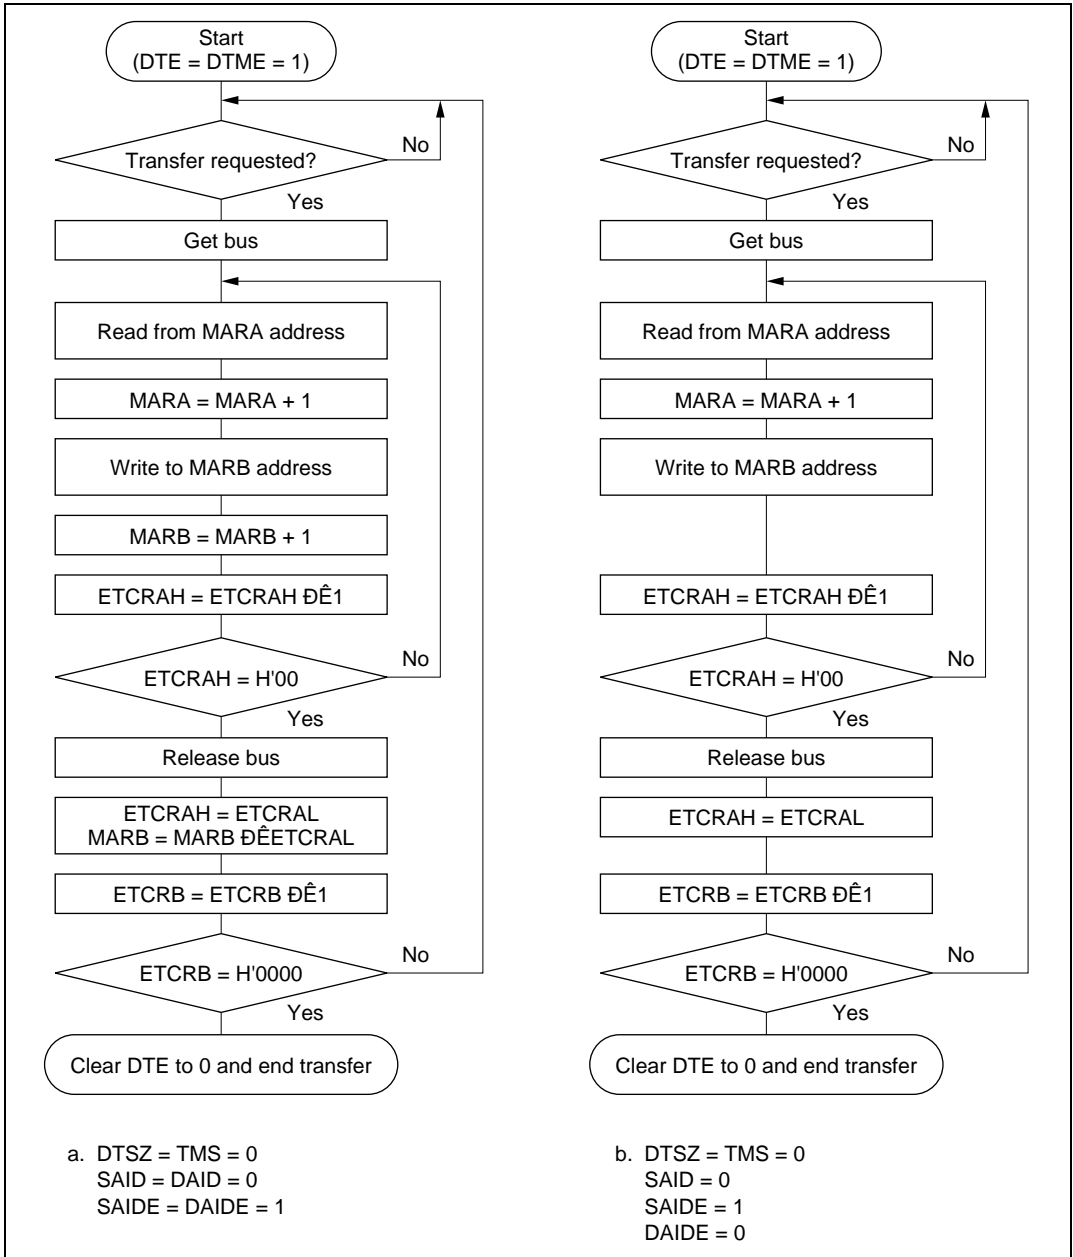 Start
(DTE = DTME = 1)
Transfer requested?
No
Yes
Get bus
Read from MARA address
MARA = MARA + 1
Write to MARB address
MARB = MARB + 1
ETCRAH = ETCRAH ÐÊ1
ETCRAH = H'00
No
Yes
Release bus
ETCRAH = ETCRAL
MARB = MARB ÐÊETCRAL
ETCRB = ETCRB ÐÊ1
ETCRB = H'0000
No
Yes
Clear DTE to 0 and end transfer
a. DTSZ = TMS = 0
SAID = DAID = 0
SAIDE = DAIDE = 1
Start
(DTE = DTME = 1)
Transfer requested?
No
Yes
Get bus
Read from MARA address
MARA = MARA + 1
Write to MARB address
ETCRAH = ETCRAH ÐÊ1
ETCRAH = H'00
No
Yes
Release bus
ETCRAH = ETCRAL
ETCRB = ETCRB ÐÊ1
ETCRB = H'0000
No
Yes
Clear DTE to 0 and end transfer
b. DTSZ = TMS = 0
SAID = 0
SAIDE = 1
DAIDE = 0